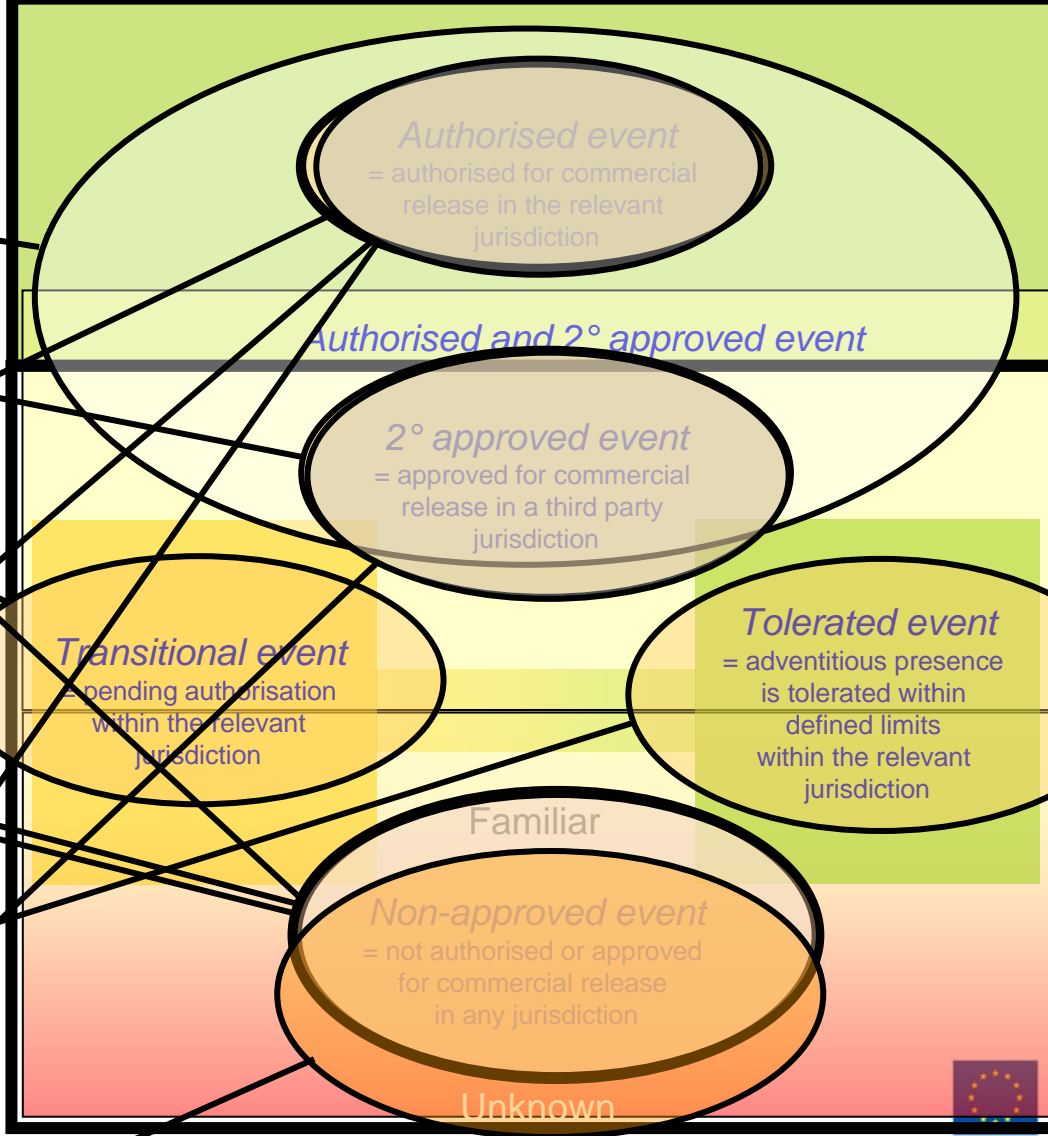 Authorised event
= authorised for commercial
release in the relevant
jurisdiction
Authorised and 2° approved event
2° approved event
= approved for commercial
release in a third party
jurisdiction
Transitional event
= pending authorisation
within the relevant
jurisdiction
Tolerated event
= adventitious presence
is tolerated within
defined limits
within the relevant
jurisdiction
Familiar
Non-approved event
= not authorised or approved
for commercial release
in any jurisdiction
Unknown